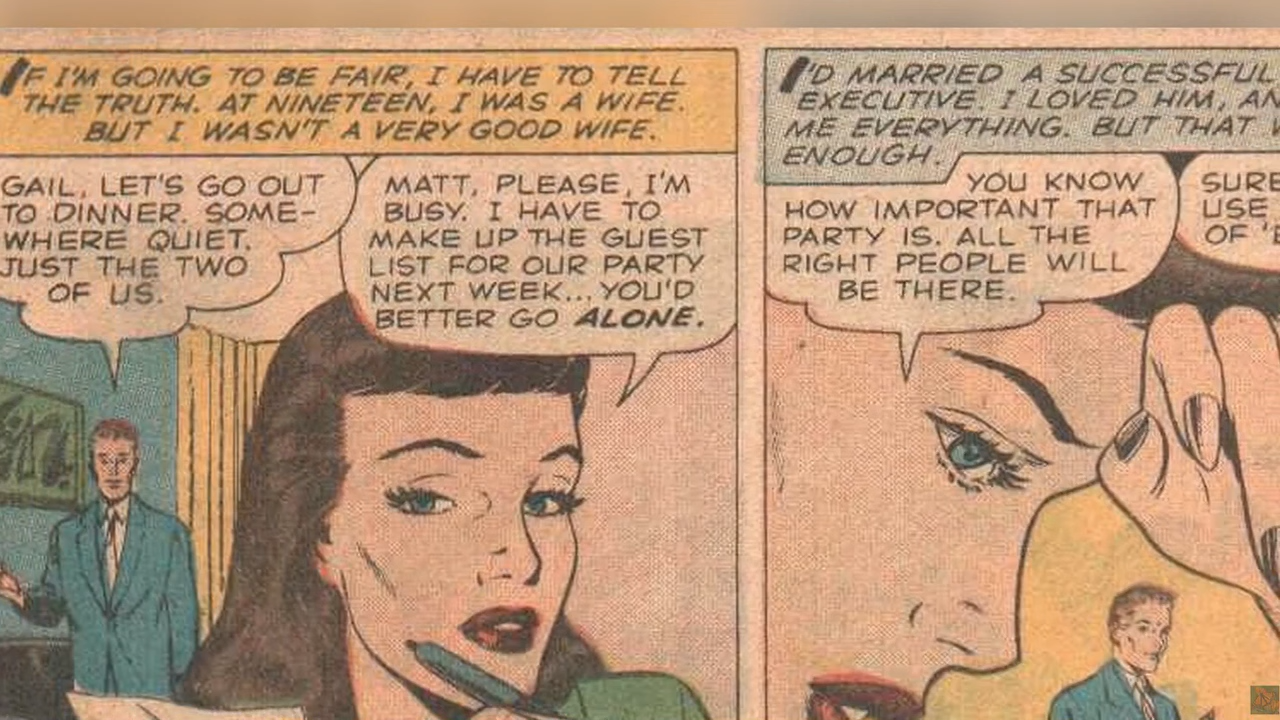 IF I'M GOING TO BE FAIR, I HAVE TO TELL
THE TRUTH. AT NINETEEN, I WAS A WIFE.
BUT I WASN'T A VERY GOOD WIFE.
GAIL, LET'S GO OUT
TO DINNER. SOME-
WHERE QUIET.
JUST THE TWO
OF US.
MATT, PLEASE, I'M
BUSY. I HAVE TO
MAKE UP THE GUEST
LIST FOR OUR PARTY
NEXT WEEK... YOU'D
BETTER GO ALONE.
I'D MARRIED A SUCCESSFUL
EXECUTIVE. I LOVED HIM,
ME EVERYTHING. BUT THAT
ENOUGH.
YOU KNOW
HOW IMPORTANT THAT
PARTY IS. ALL THE
RIGHT PEOPLE WILL
BE THERE.
SURE
USE
OF